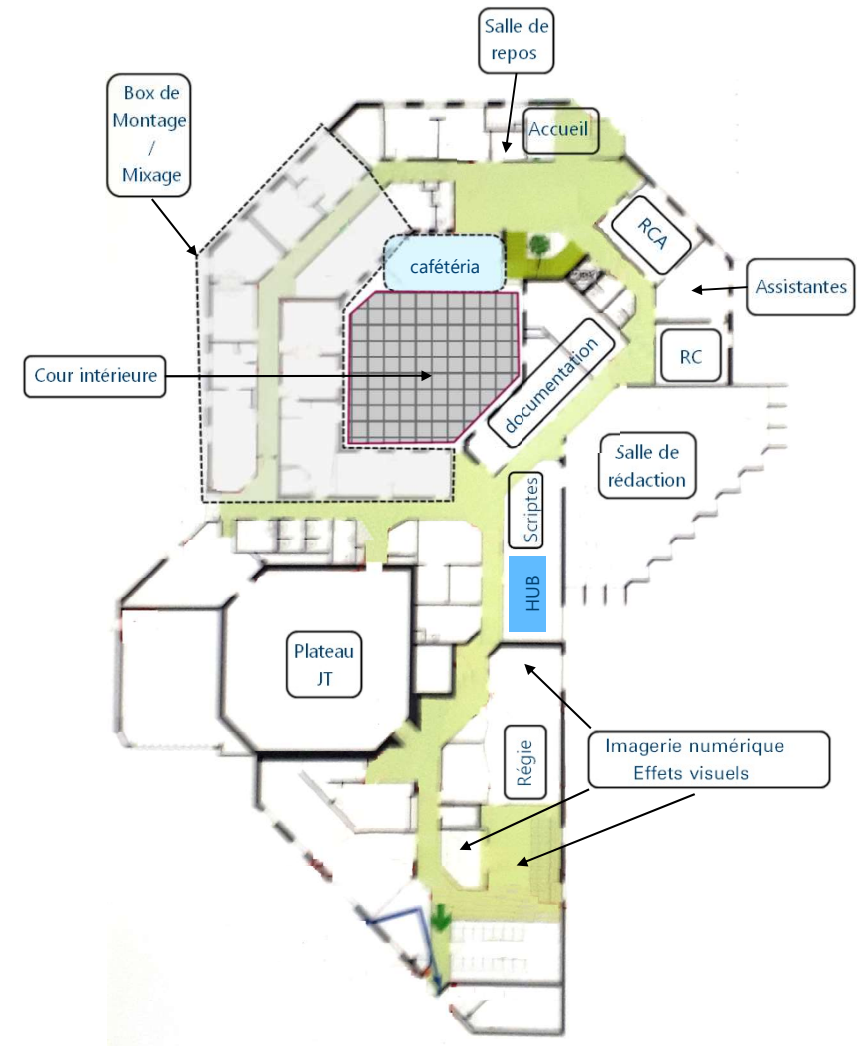 Salle de
repos
Box de
Montage
/
Mixage
Accueil
RCA
cafétéria
Assistantes
RC
Cour intérieure
documentation
Salle de
rédaction
Scriptes
HUB
Plateau
JT
Régie
Imagerie numérique
Effets visuels